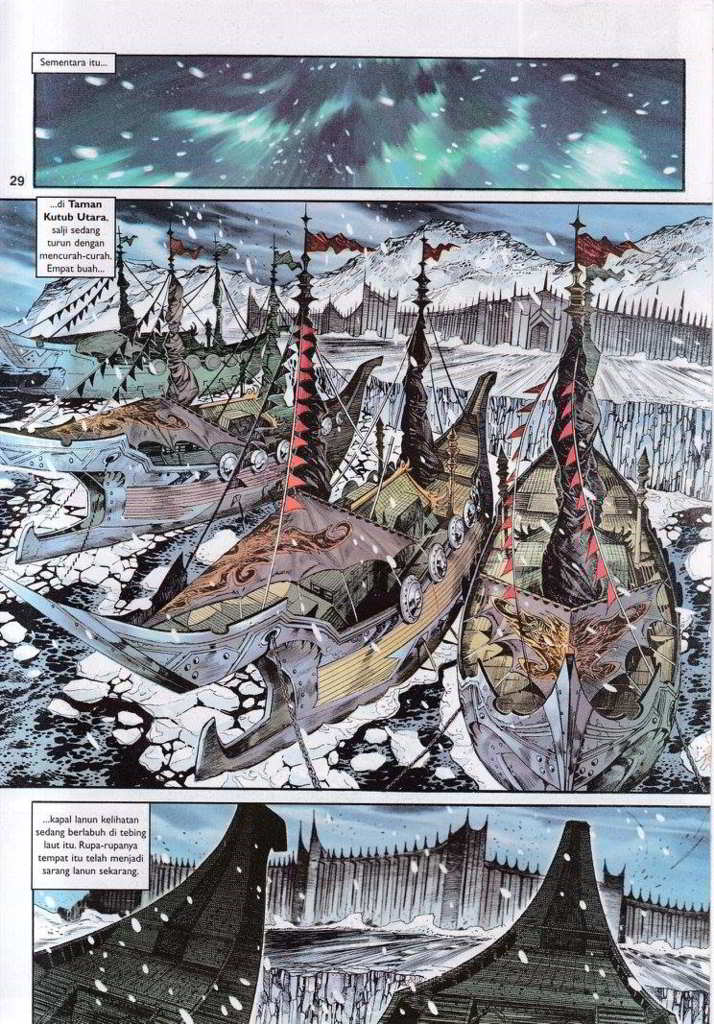 Sementara itu...
29
...di Taman
Kutub Utara,
salji sedang
turun dengan
mencurah-curah.
Empat buah...
...kapal lanun kelihatan
sedang berlabuh di tebing
laut itu. Rupa-rupanya
tempat itu telah menjadi
sarang lanun sekarang.